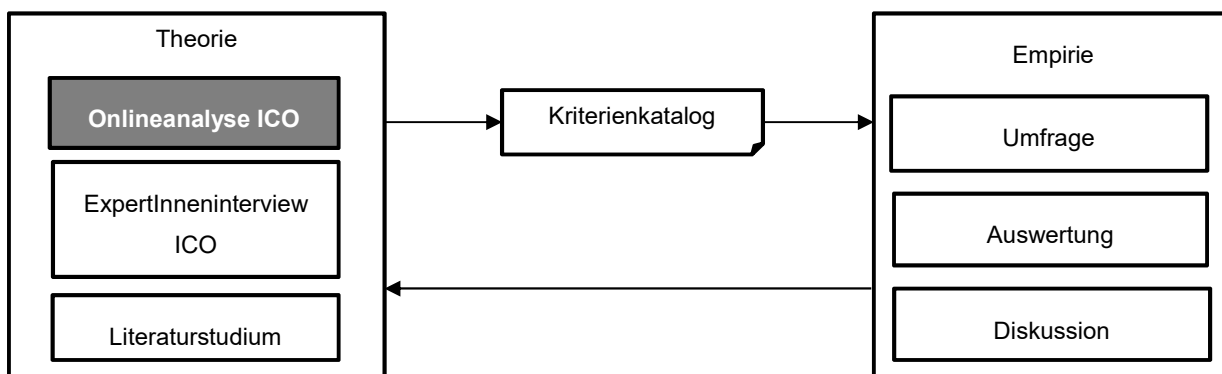 Theorie
Onlineanalyse ICO
ExpertInneninterview
ICO
Literaturstudium
Kriterienkatalog
Empirie
Umfrage
Auswertung
Diskussion